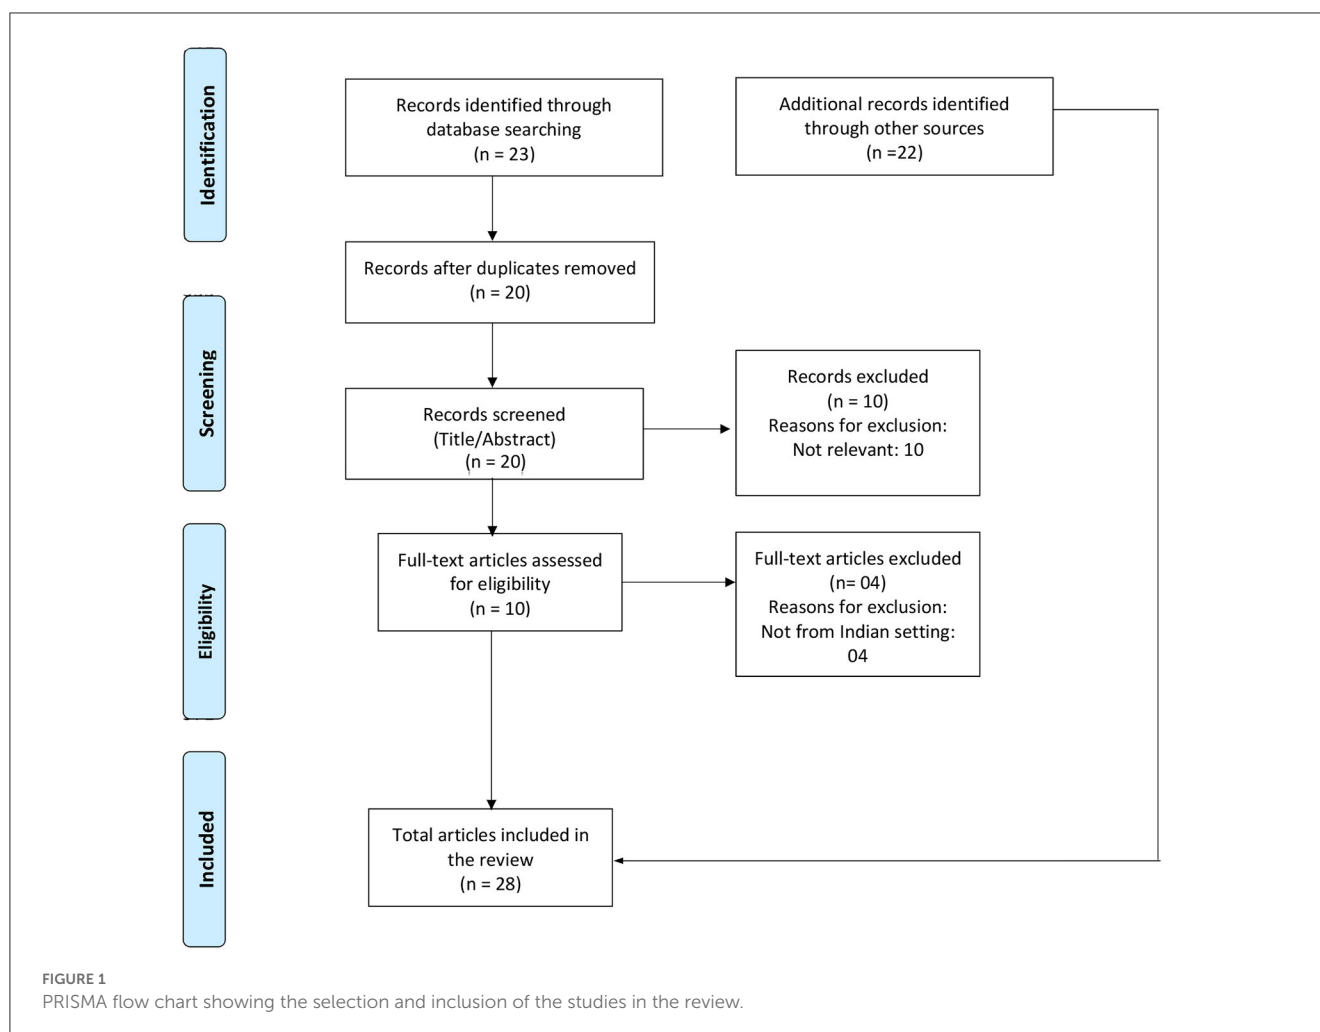 Identification
Records identified through
database searching
(n = 23)
Additional records identified
through other sources
(n =22)
Records after duplicates removed
(n = 20)
Screening
Records screened
(Title/Abstract)
(n = 20)
Records excluded
(n = 10)
Reasons for exclusion:
Not relevant: 10
Eligibility
Full-text articles assessed
for eligibility
(n = 10)
Full-text articles excluded
(n= 04)
Reasons for exclusion:
Not from Indian setting:
04
Included
Total articles included in
the review
(n = 28)
FIGURE 1
PRISMA flow chart showing the selection and inclusion of the studies in the review.